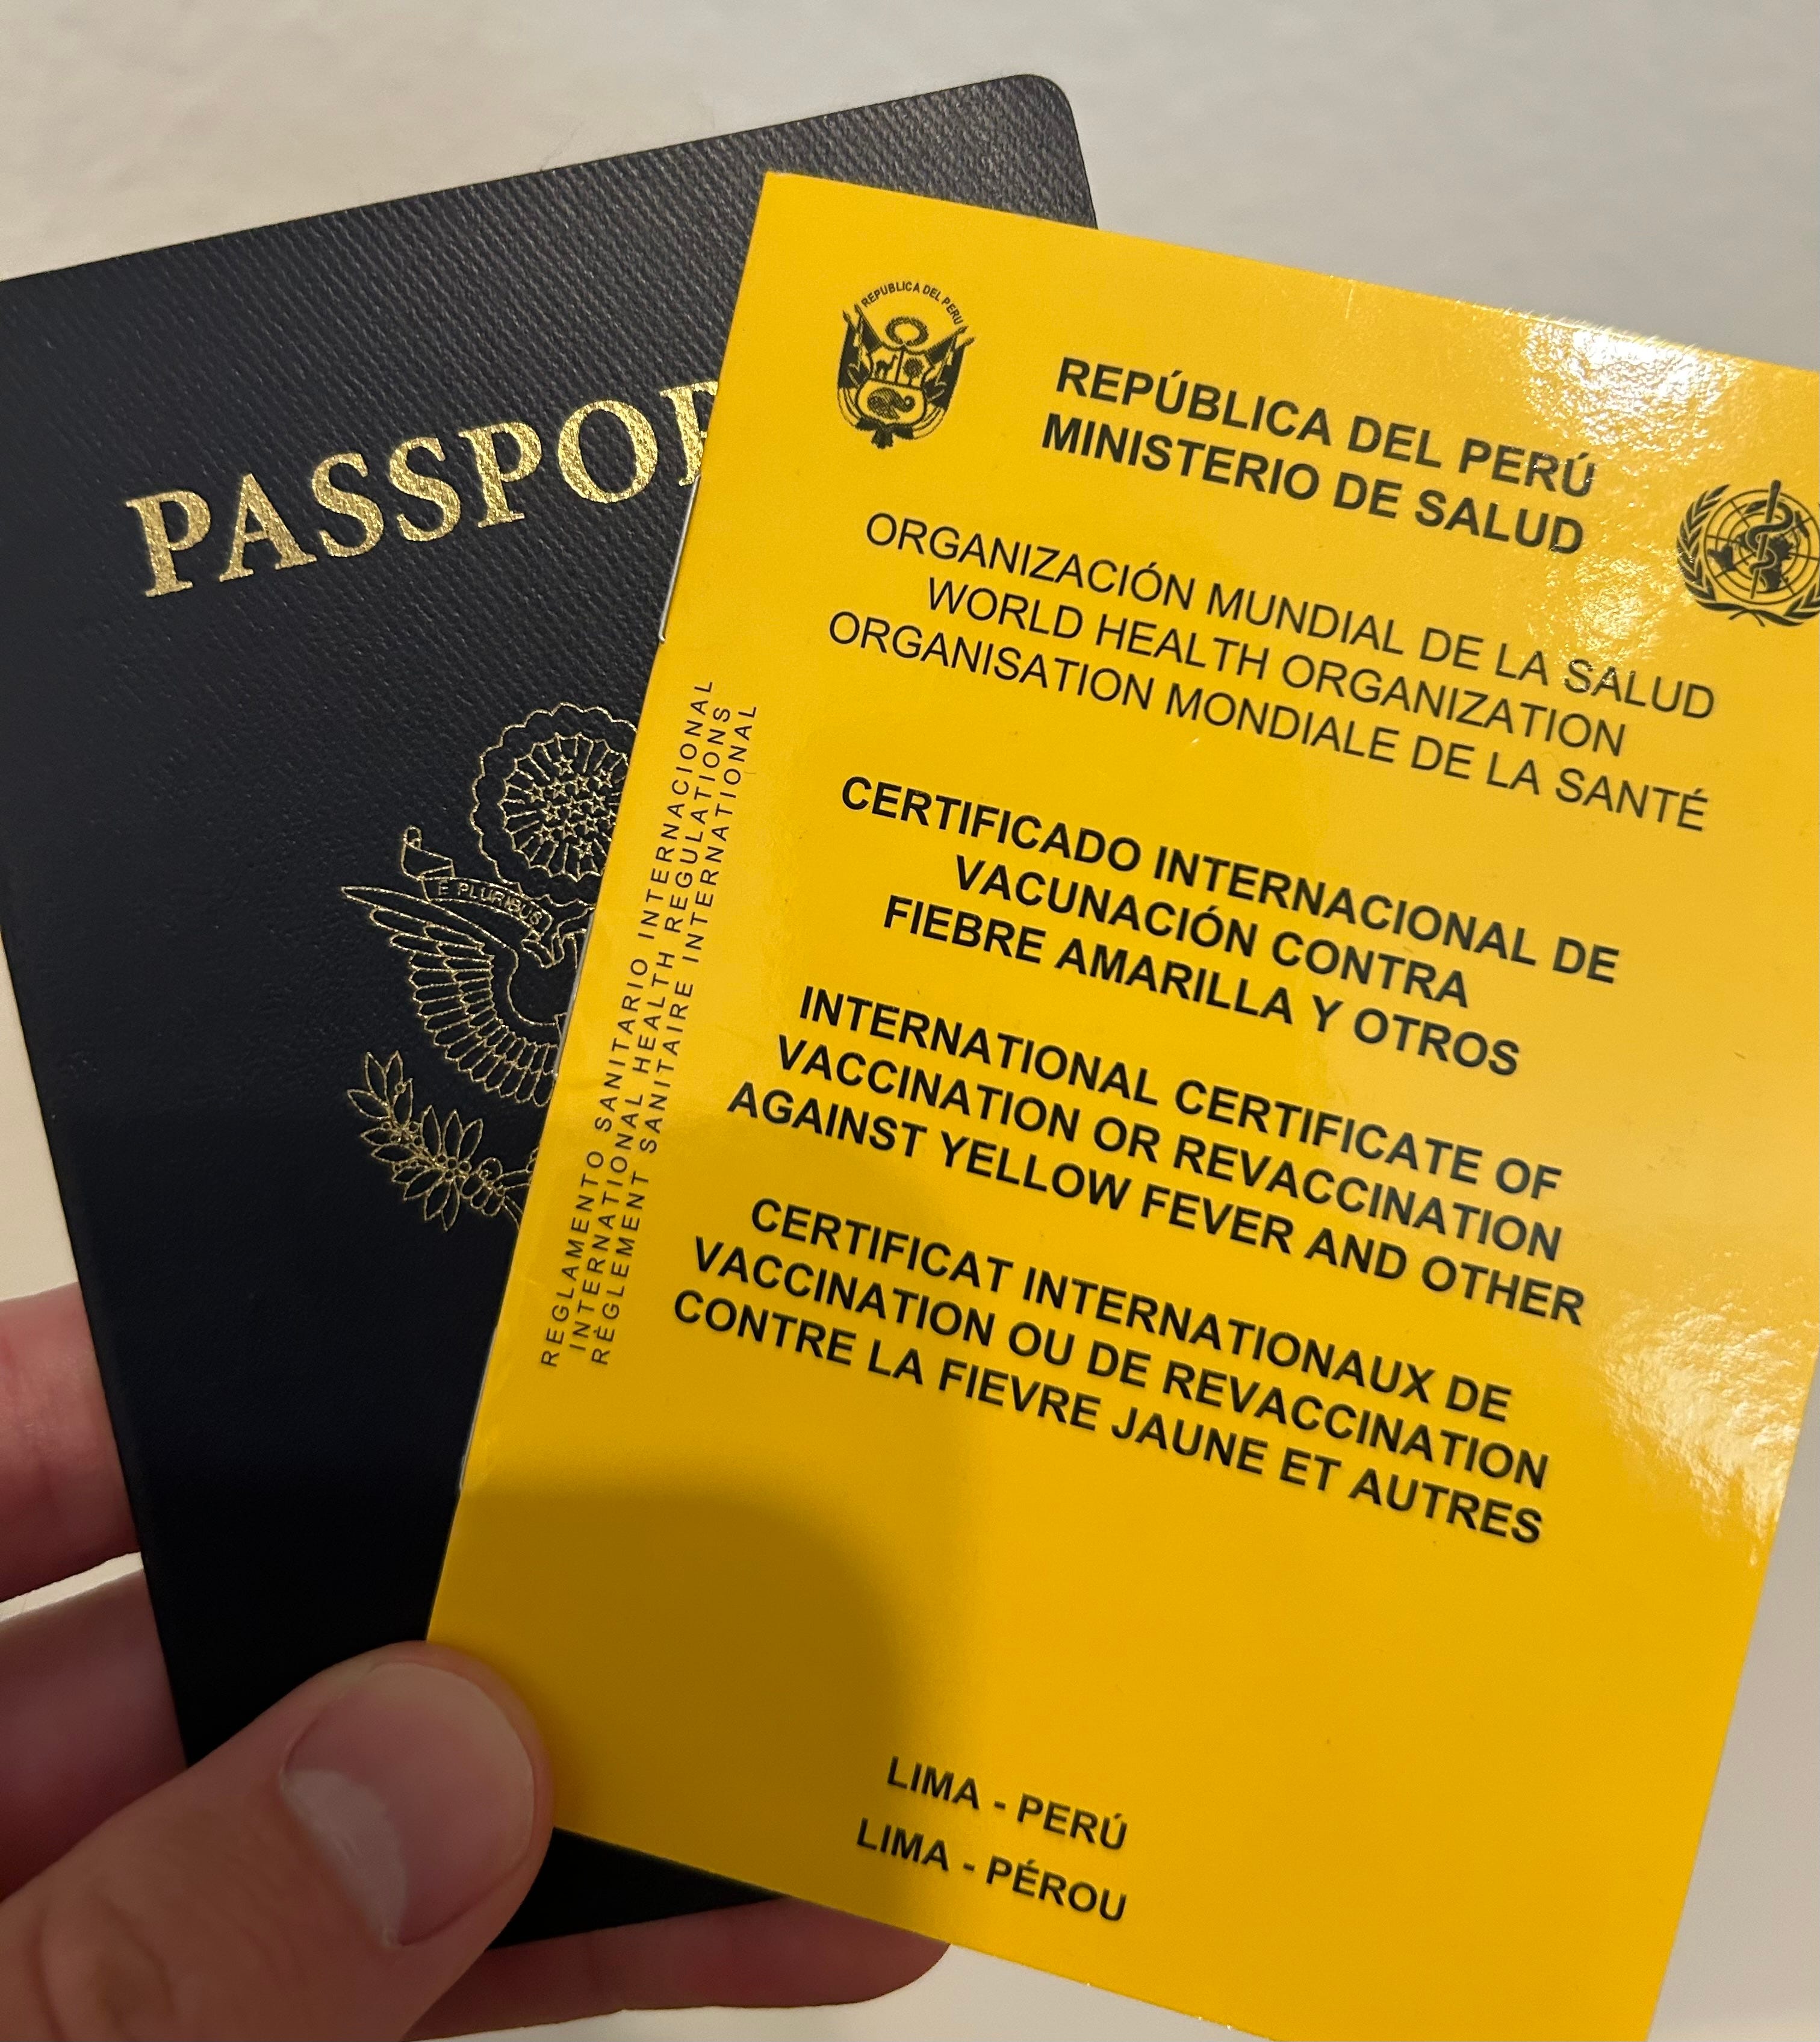 PASSPOR
E PLURIBUS
REPUBLICA DEL PERU
REPÚBLICA DEL PERÚ
MINISTERIO DE SALUD
ORGANIZACIÓN MUNDIAL DE LA SALUD
WORLD HEALTH ORGANIZATION
ORGANISATION MONDIALE DE LA SANTÉ
REGLAMENTO SANITARIO INTERNACIONAL
INTERNATIONAL HEALTH REGULATIONS
RÈGLEMENT SANITAIRE INTERNATIONAL
CERTIFICADO INTERNACIONAL DE
VACUNACIÓN CONTRA
FIEBRE AMARILLA Y OTROS
INTERNATIONAL CERTIFICATE OF
VACCINATION OR REVACCINATION
AGAINST YELLOW FEVER AND OTHER
CERTIFICAT INTERNATIONAUX DE
VACCINATION OU DE REVACCINATION
CONTRE LA FIEVRE JAUNE ET AUTRES
LIMA - PERÚ
LIMA - PÉROU